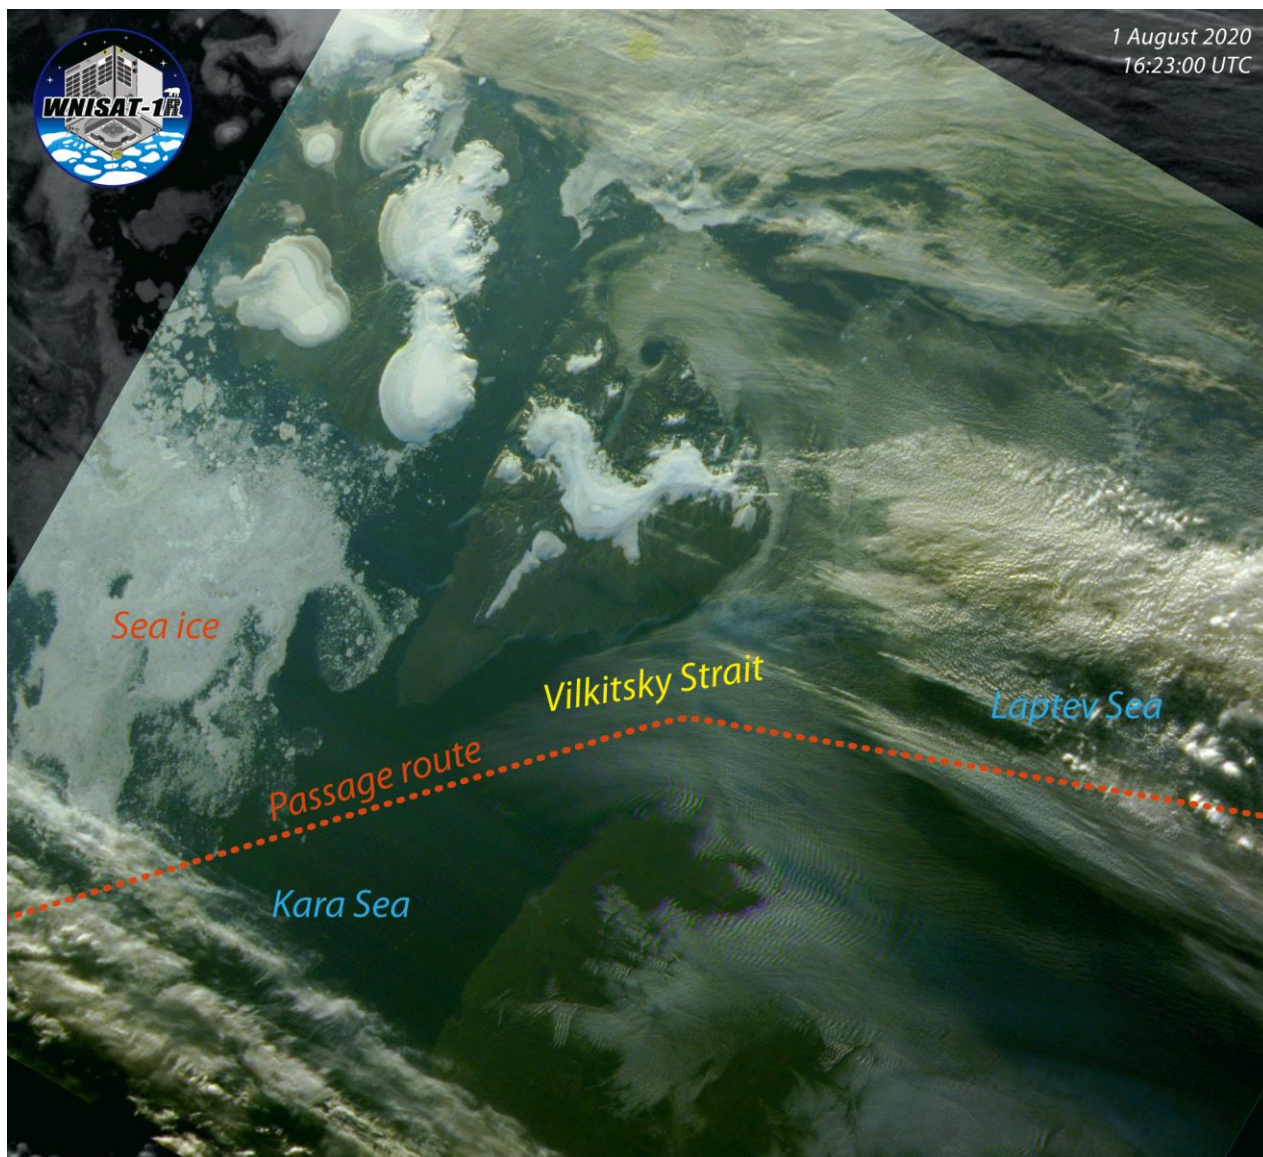 WNISAT-1R
1 August 2020
16:23:00 UTC
Sea ice
Vilkitsky Strait
Laptev Sea
Passage route
Kara Sea